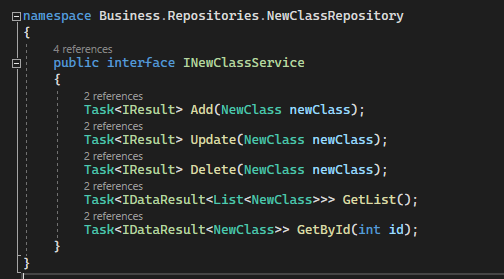 namespace Business.Repositories.NewClassRepository
{
4 references
public interface INewClassService
{
2 references
Task<IResult> Add(NewClass newClass);
2 references
Task<IResult> Update(NewClass newClass);
2 references
Task<IResult> Delete(NewClass newClass);
2 references
Task<IDataResult<List<NewClass>>> GetList();
2 references
Task<IDataResult<NewClass>> GetById(int id);
}
}